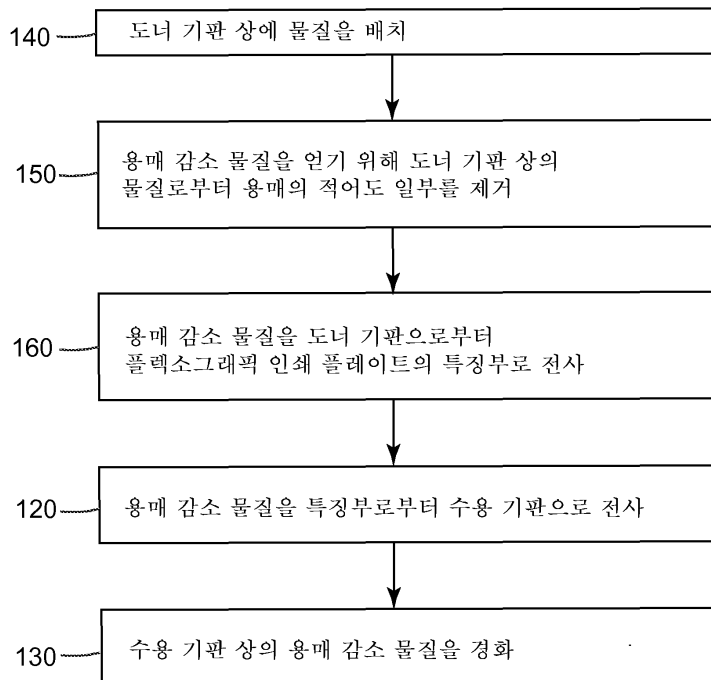 140 도너 기판 상에 물질을 배치
용매 감소 물질을 얻기 위해 도너 기판 상의
150 물질로부터 용매의 적어도 일부를 제거
용매 감소 물질을 도너 기판으로부터
160 플렉소그래픽 인쇄 플레이트의 특징부로 전사
120 용매 감소 물질을 특징부로부터 수용 기판으로 전사
130 수용 기판 상의 용매 감소 물질을 경화